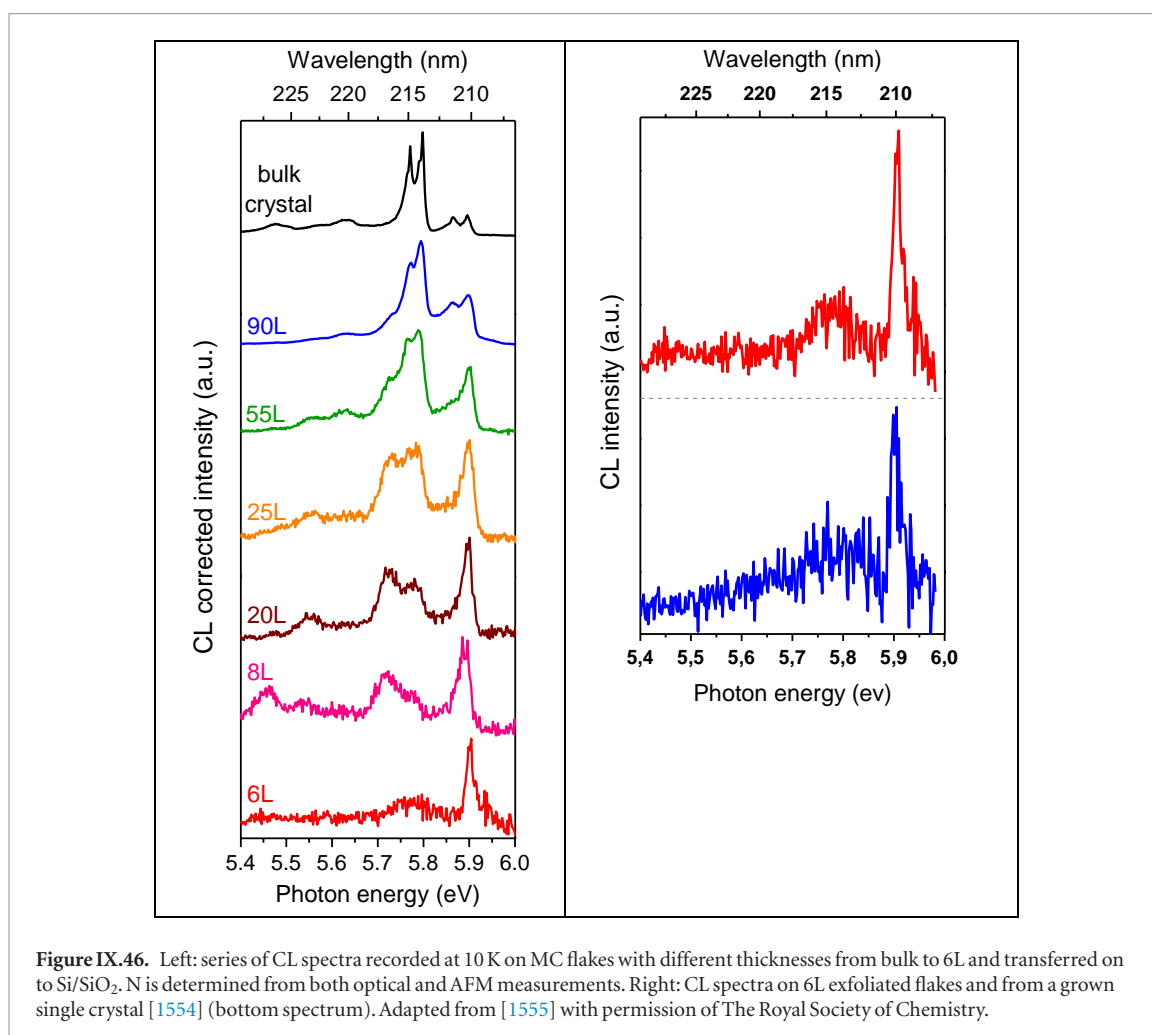 Wavelength (nm)
225 220 215 210
bulk
crystal
90L
55L
25L
20L
8L
6L
CL corrected intensity (a.u.)
5.4 5.5 5.6 5.7 5.8 5.9 6.0
Photon energy (eV)
Wavelength (nm)
225 220 215 210
CL intensity (a.u.)
5,4 5,5 5,6 5,7 5,8 5,9 6,0
Photon energy (ev)
Figure IX.46. Left: series of CL spectra recorded at 10 K on MC flakes with different thicknesses from bulk to 6L and transferred on
to Si/SiO₂. N is determined from both optical and AFM measurements. Right: CL spectra on 6L exfoliated flakes and from a grown
single crystal [1554] (bottom spectrum). Adapted from [1555] with permission of The Royal Society of Chemistry.